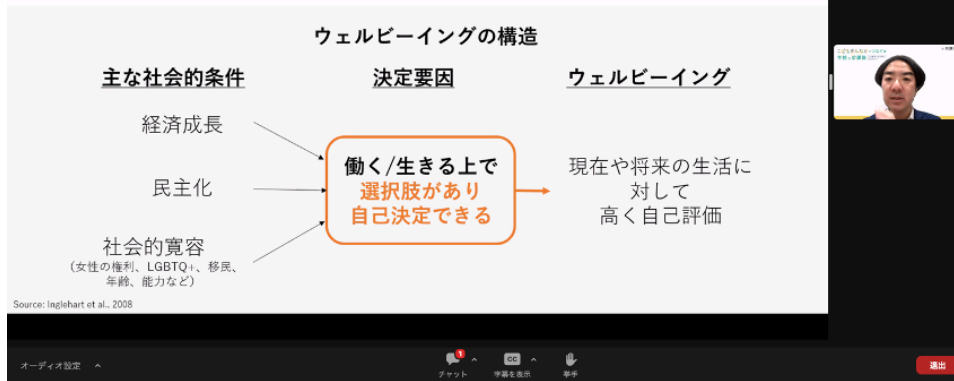 ウェルビーイングの構造
主な社会的条件
決定要因
ウェルビーイング
経済成長
民主化
社会的寛容
(女性の権利、LGBTQ+、移民、
年齢、能力など)
働く/生きる上で
選択肢があり
自己決定できる
現在や将来の生活に
対して
高く自己評価
Source: Inglehart et al., 2008
オーディオ設定
1
チャット
CC
字幕を表示
挙手
退出